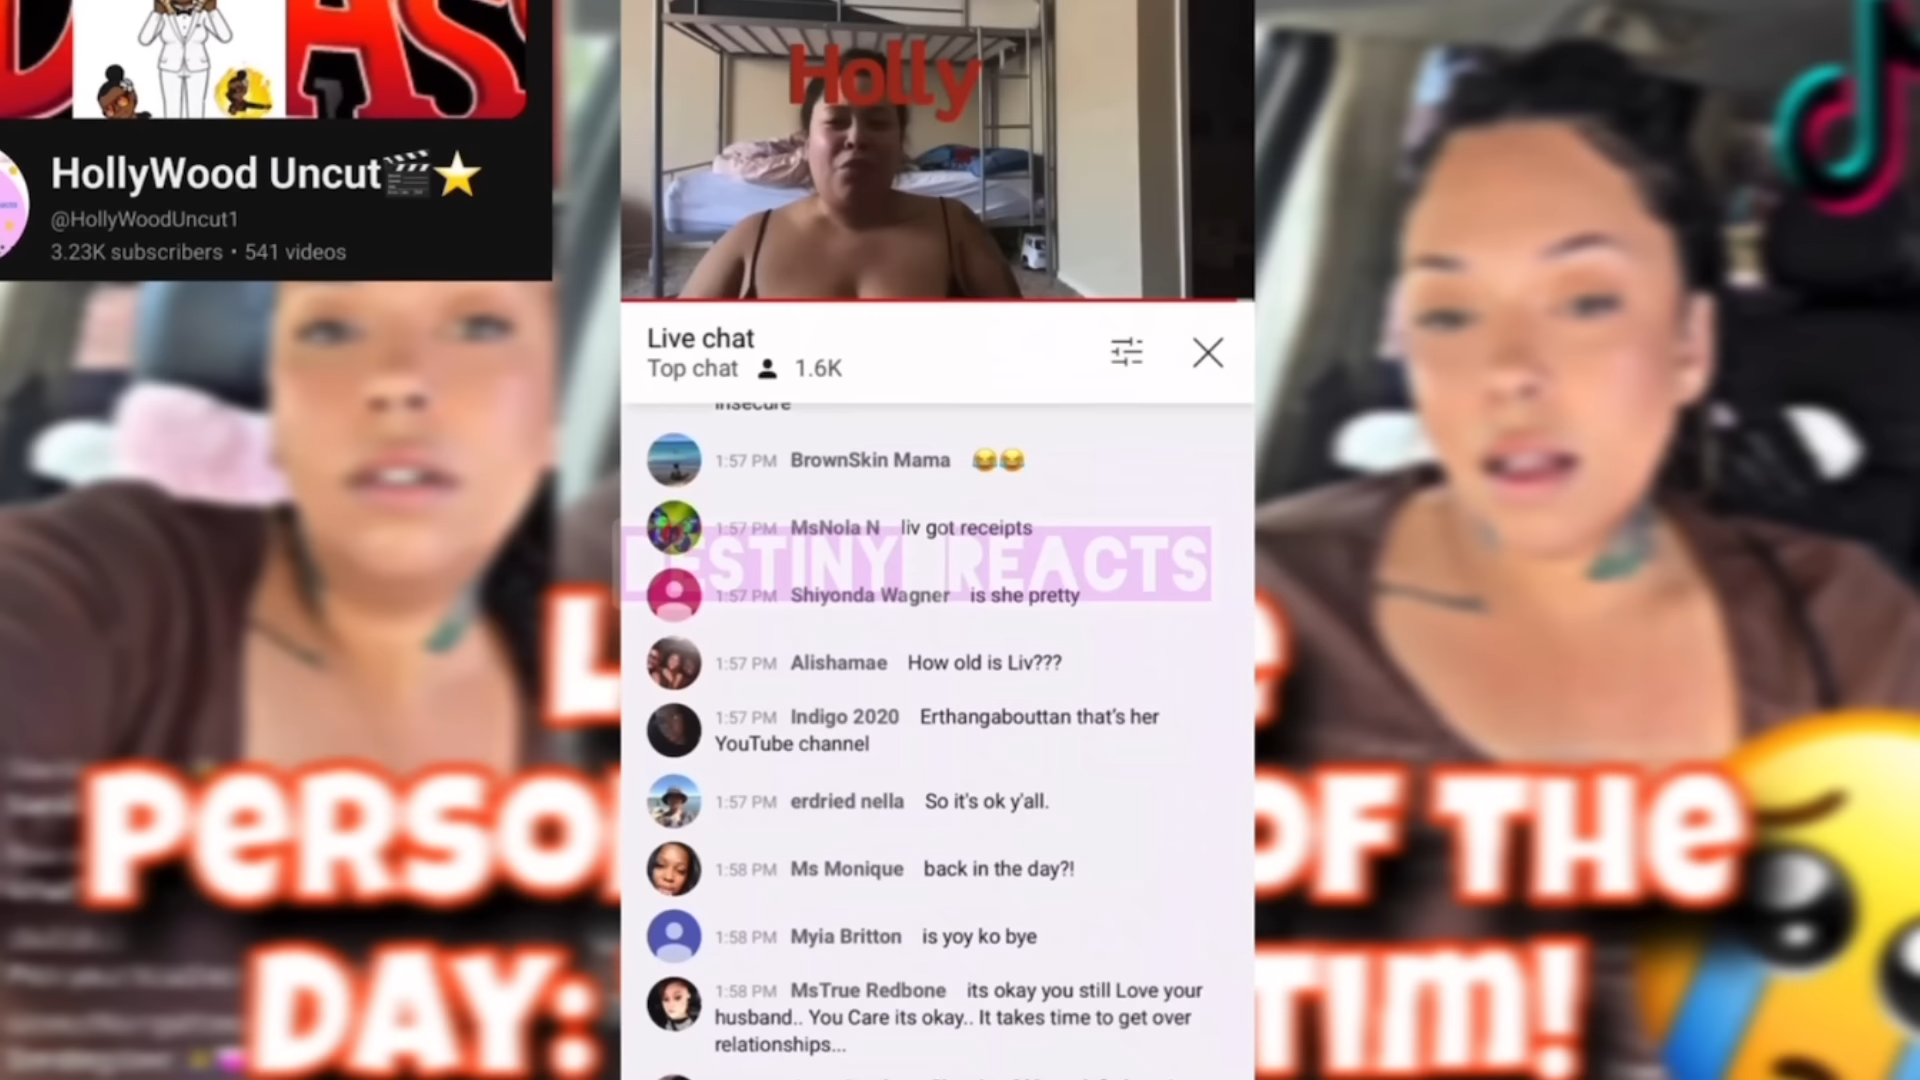 HollyWood Uncut
@HollyWoodUncut1
3.23K subscribers • 541 videos
Holly
Live chat
Top chat 1.6K
insecure
1:57 PM BrownSkin Mama 😂😂
1:57 PM MsNola N liv got receipts
DESTINY REACTS
1:57 PM Shiyonda Wagner is she pretty
1:57 PM Alishamae How old is Liv???
1:57 PM Indigo 2020 Erthangabouttan that's her
YouTube channel
1:57 PM erdried nella So it's ok y'all.
1:58 PM Ms Monique back in the day?!
1:58 PM Myia Britton is yoy ko bye
1:58 PM MsTrue Redbone its okay you still Love your
husband.. You Care its okay.. It takes time to get over
relationships...
OF THE
DAY: